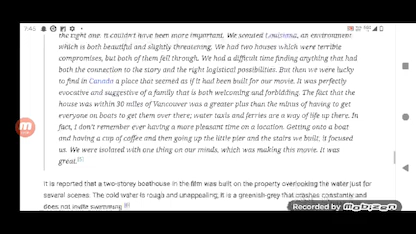 7:45
the right one. It couldn't have been more important. We scouted Louisiana, an environment
which is both beautiful and slightly threatening. We had two houses which were terrible
compromises, but both of them fell through. We had a difficult time finding anything that had
both the connection to the story and the right logistical possibilities. But then we were lucky
to find in Canada a place that seemed as if it had been built for our movie. It was perfectly
evocative and suggestive of a family that is both welcoming and forbidding. The fact that the
house was within 30 miles of Vancouver was a greater plus than the minus of having to get
everyone on boats to get them over there; water taxis and ferries are a way of life up there. In
fact, I don't remember ever having a more pleasant time on a location. Getting onto a boat
and having a cup of coffee and then going up the little pier and the stairs we built, it focused
us. We were isolated with one thing on our minds, which was making this movie. It was
great.
It is reported that a two-storey boathouse in the film was built on the property overlooking the water just for
several scenes. The cold water is rough and unappealing; it is a greenish-grey that crashes constantly and
does not invite swimming.
Recorded by Mobizen